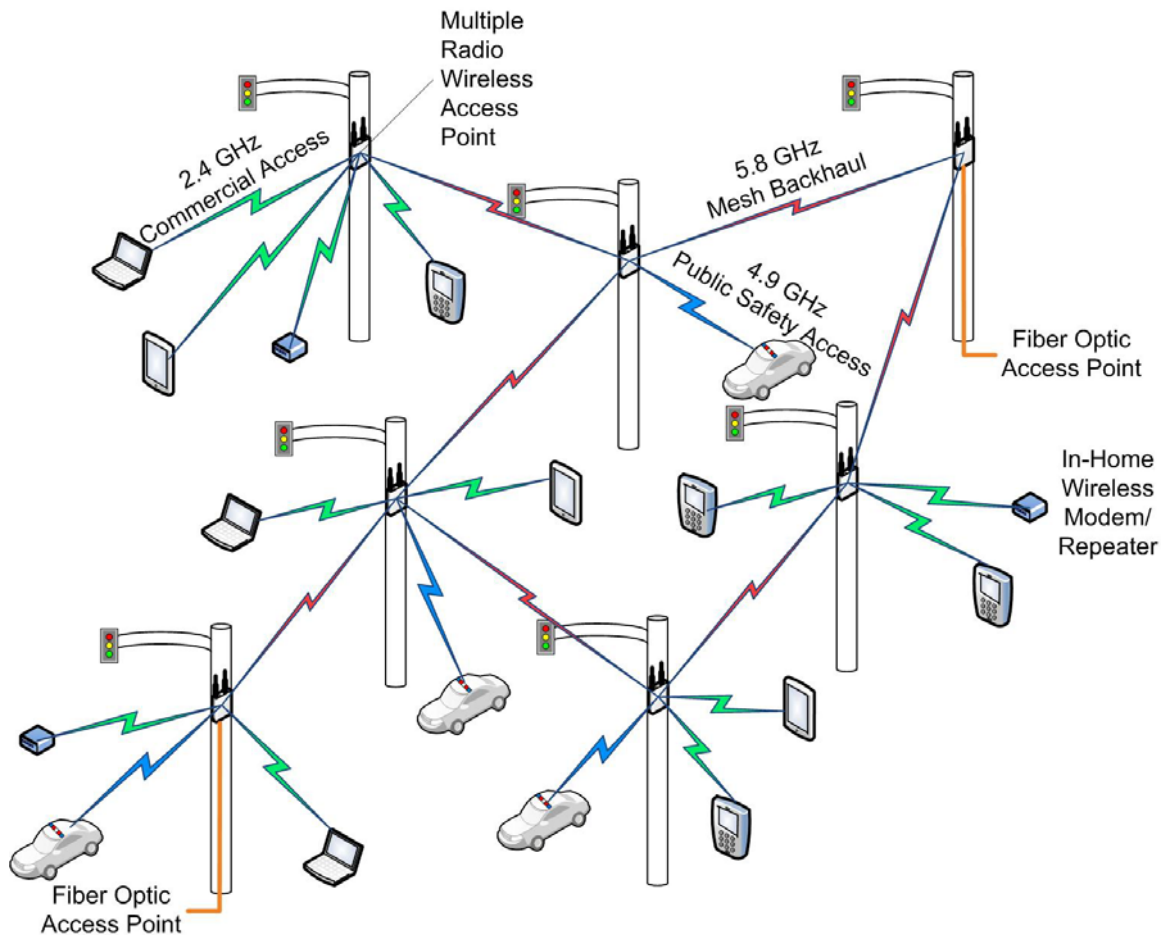 Multiple
Radio
Wireless
Access
Point
2.4 GHz
Commercial Access
5.8 GHz
Mesh Backhaul
4.9 GHz
Public Safety Access
Fiber Optic
Access Point
In-Home
Wireless
Modem/
Repeater
Fiber Optic
Access Point